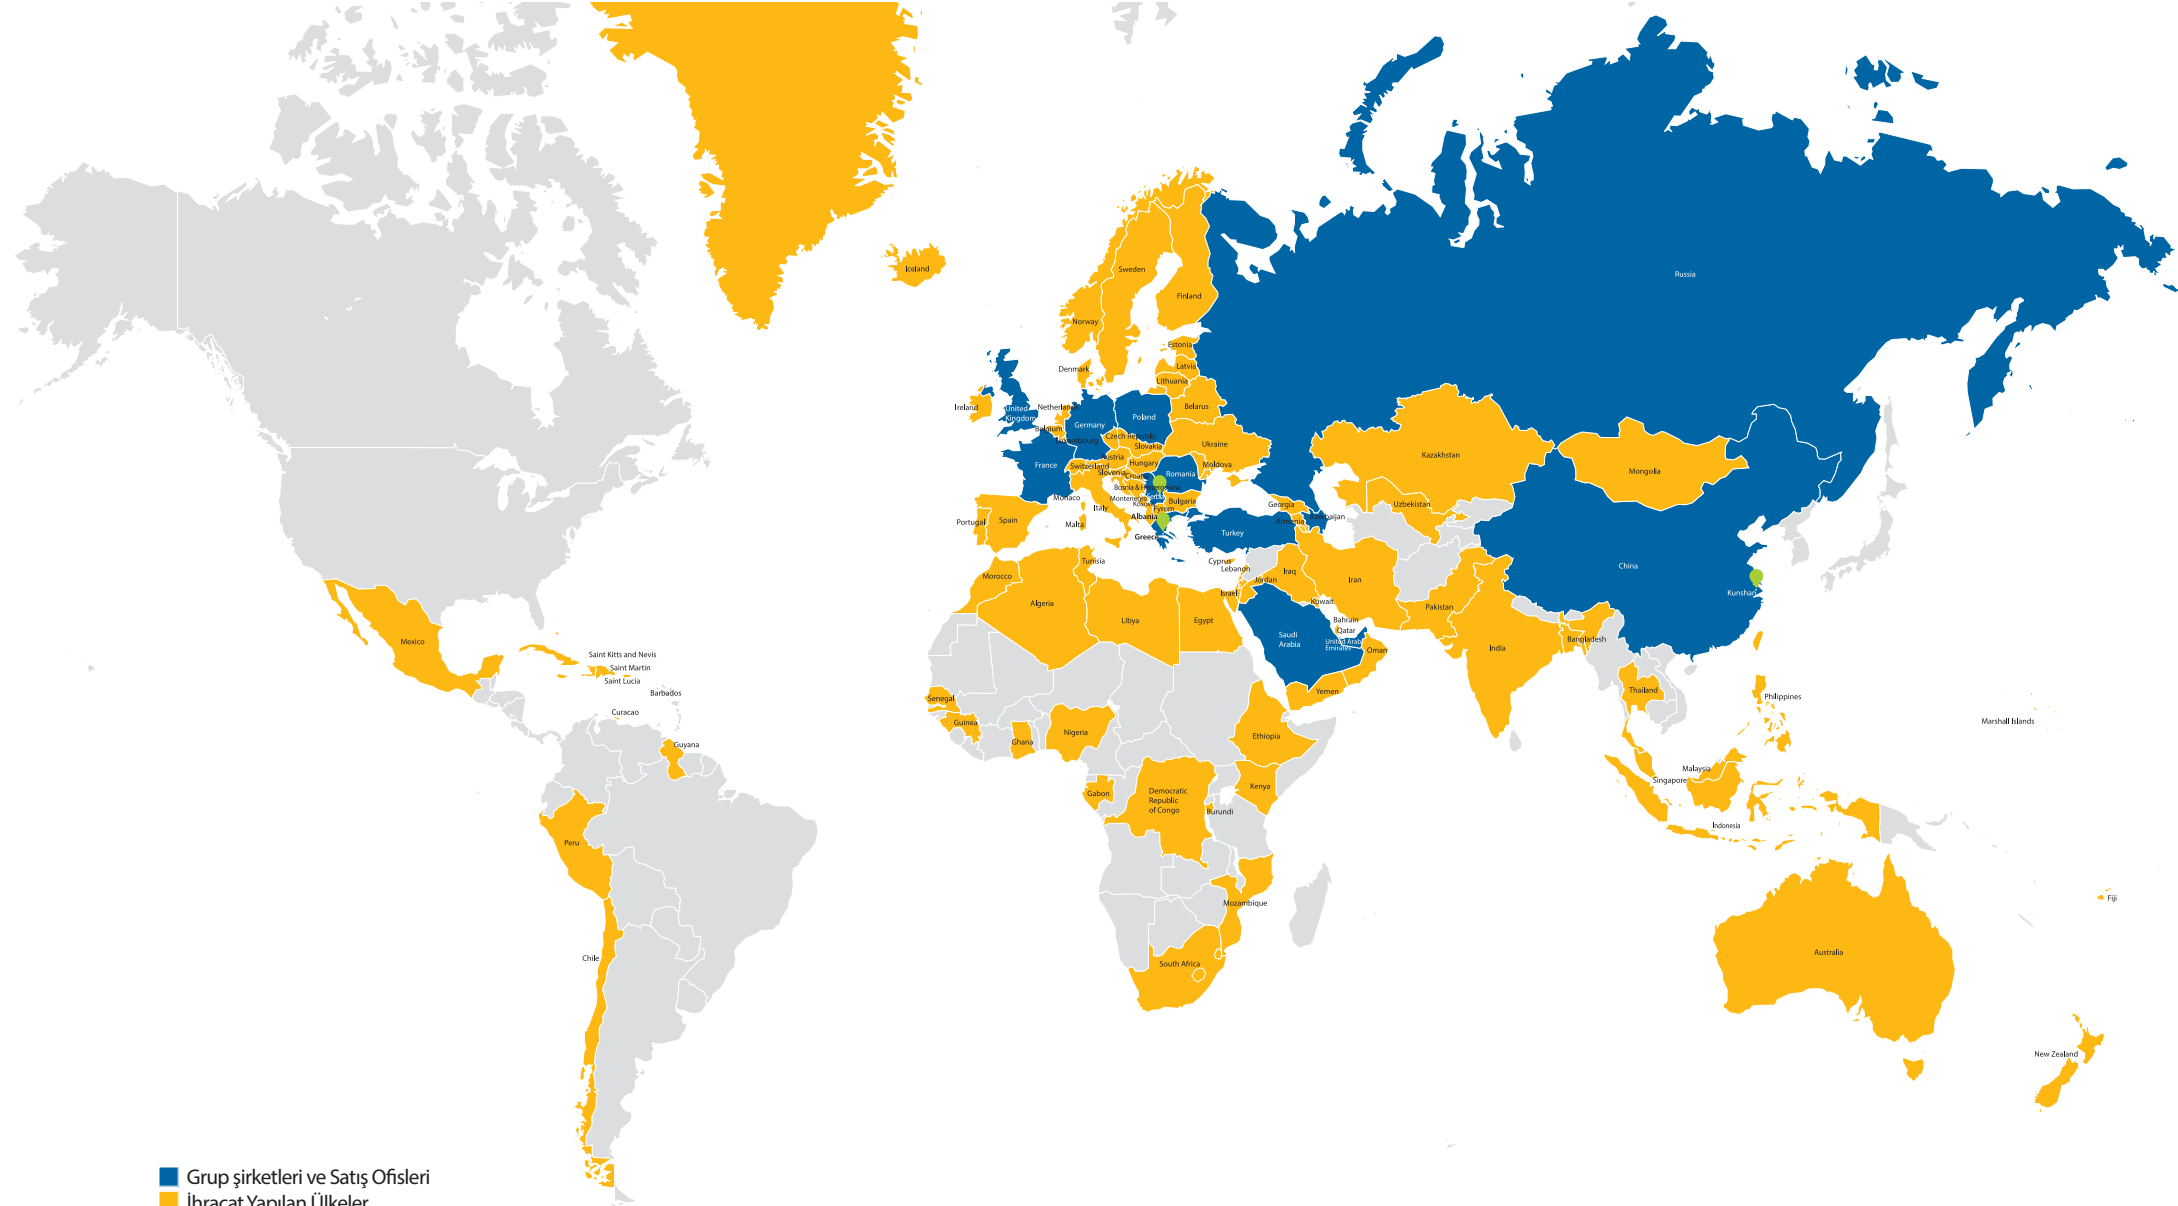 Russia
Iceland
Sweden
Finland
Norway
Estonia
Latvia
Denmark
Lithuania
Ireland
United
Kingdom
Netherlands
Belarus
Poland
Germany
Belgium
Luxembourg
Czech Republic
Slovakia
Ukraine
Kazakhstan
France
Austria
Switzerland
Hungary
Moldova
Mongolia
Slovenia
Croatia
Romania
Bosnia & Herzegovina
Monaco
Montenegro
Serbia
Kosovo
Bulgaria
Italy
Fyrom
Georgia
Uzbekistan
Portugal
Spain
Malta
Albania
Armenia
Azerbaijan
Greece
Turkey
Cyprus
Lebanon
Tunisia
China
Morocco
Iraq
Jordan
Iran
Israel
Kunshan
Algeria
Kuwait
Pakistan
Libya
Egypt
Bahrain
Qatar
Saudi
Arabia
United Arab
Emirates
Oman
Mexico
Bangladesh
India
Saint Kitts and Nevis
Saint Martin
Saint Lucia
Barbados
Yemen
Thailand
Philippines
Senegal
Curacao
Guinea
Marshall Islands
Nigeria
Ghana
Ethiopia
Guyana
Malaysia
Singapore
Gabon
Democratic
Republic
of Congo
Kenya
Burundi
Indonesia
Peru
Mozambique
Fiji
Chile
South Africa
Australia
New Zealand
Grup şirketleri ve Satış Ofisleri
İhracat Yapılan Ülkeler